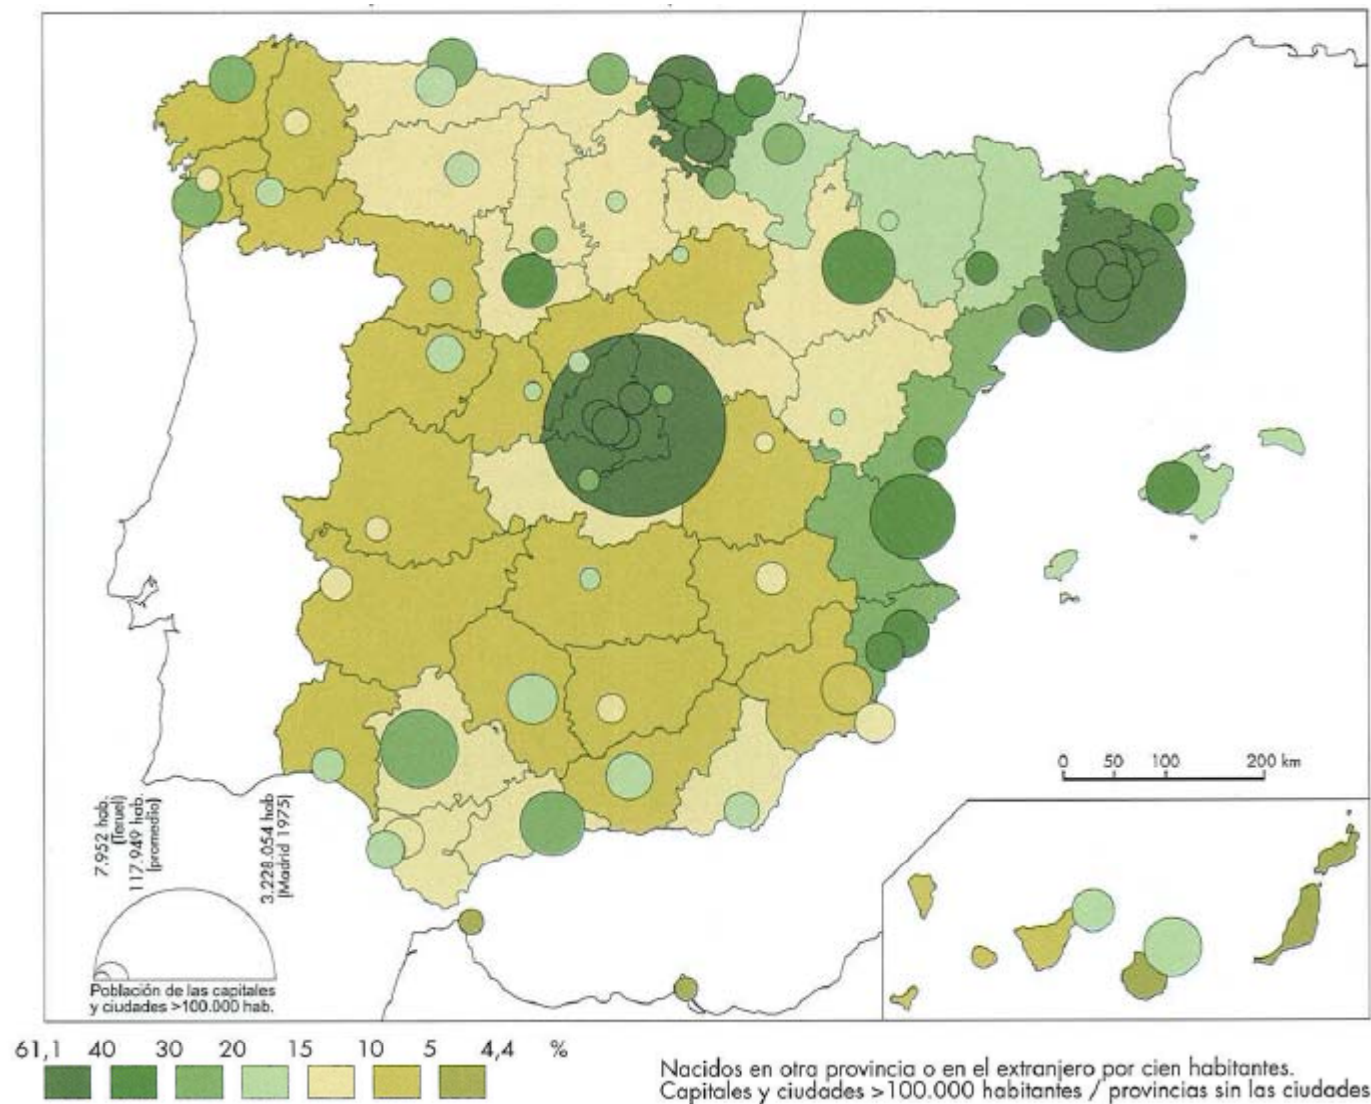 0 50 100 200 km
7.952 hab.
(Teruel)
117.949 hab.
(promedio)
3.228.054 hab
(Madrid 1975)
Población de las capitales
y ciudades >100.000 hab.
61,1 40 30 20 15 10 5 4,4 %
Nacidos en otra provincia o en el extranjero por cien habitantes.
Capitales y ciudades >100.000 habitantes / provincias sin las ciudades